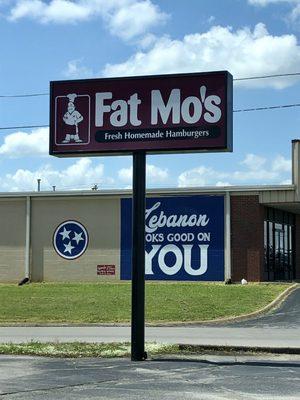 Fat Mo's
Fresh Homemade Hamburgers
Lebanon
OOKS GOOD ON
YOU